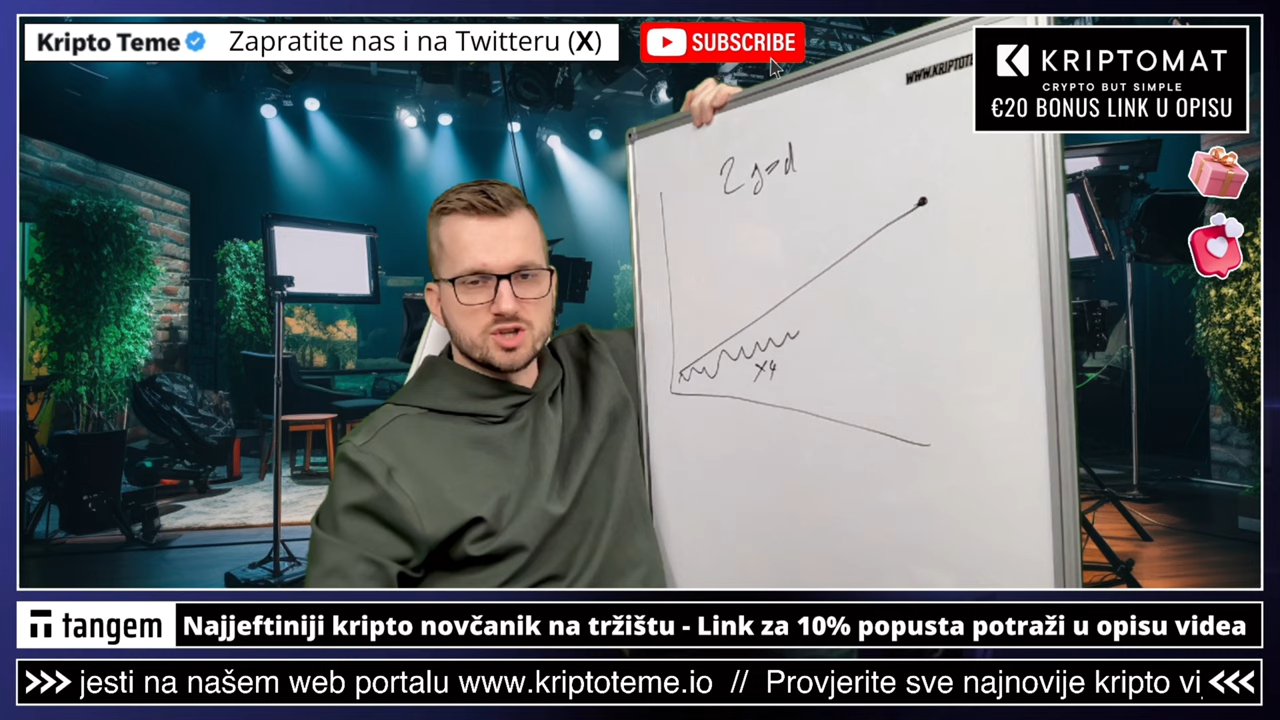 Kripto Teme
Zapratite nas i na Twitteru (X)
SUBSCRIBE
WWW.KRIPTOTE
KRIPTOMAT
CRYPTO BUT SIMPLE
€20 BONUS LINK U OPISU
2 god
x4
tangem
Najjeftiniji kripto novčanik na tržištu - Link za 10% popusta potraži u opisu videa
>>> jesti na našem web portalu www.kriptoteme.io // Provjerite sve najnovije kripto vi <<<